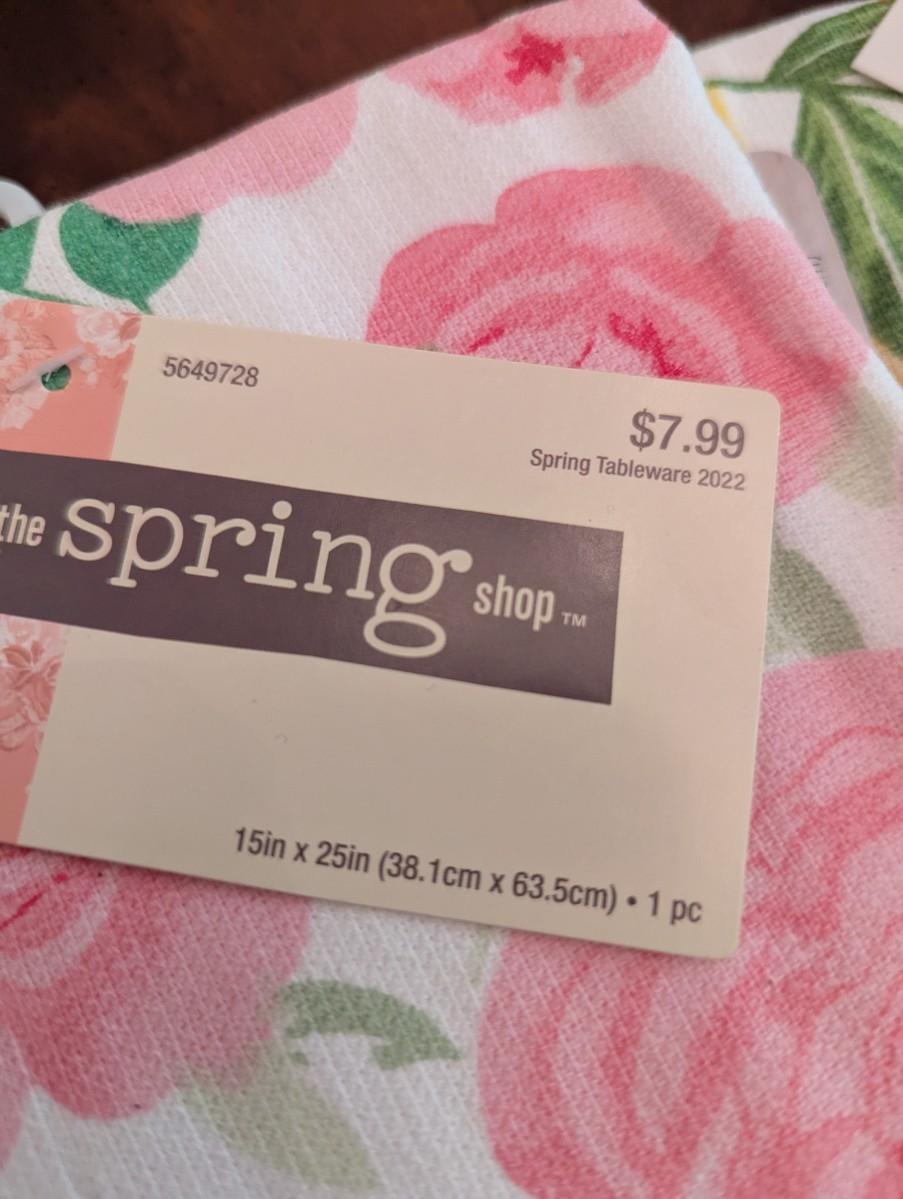 5649728
$7.99
Spring Tableware 2022
the spring shop™
15in x 25in (38.1cm x 63.5cm) • 1 pc